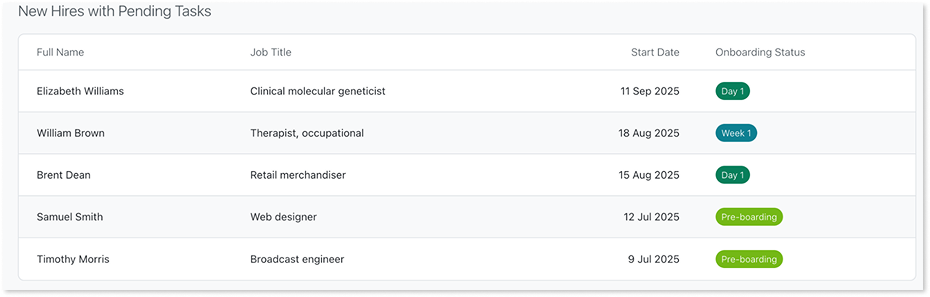 New Hires with Pending Tasks
Full Name Job Title Start Date Onboarding Status
Elizabeth Williams Clinical molecular geneticist 11 Sep 2025 Day 1
William Brown Therapist, occupational 18 Aug 2025 Week 1
Brent Dean Retail merchandiser 15 Aug 2025 Day 1
Samuel Smith Web designer 12 Jul 2025 Pre-boarding
Timothy Morris Broadcast engineer 9 Jul 2025 Pre-boarding